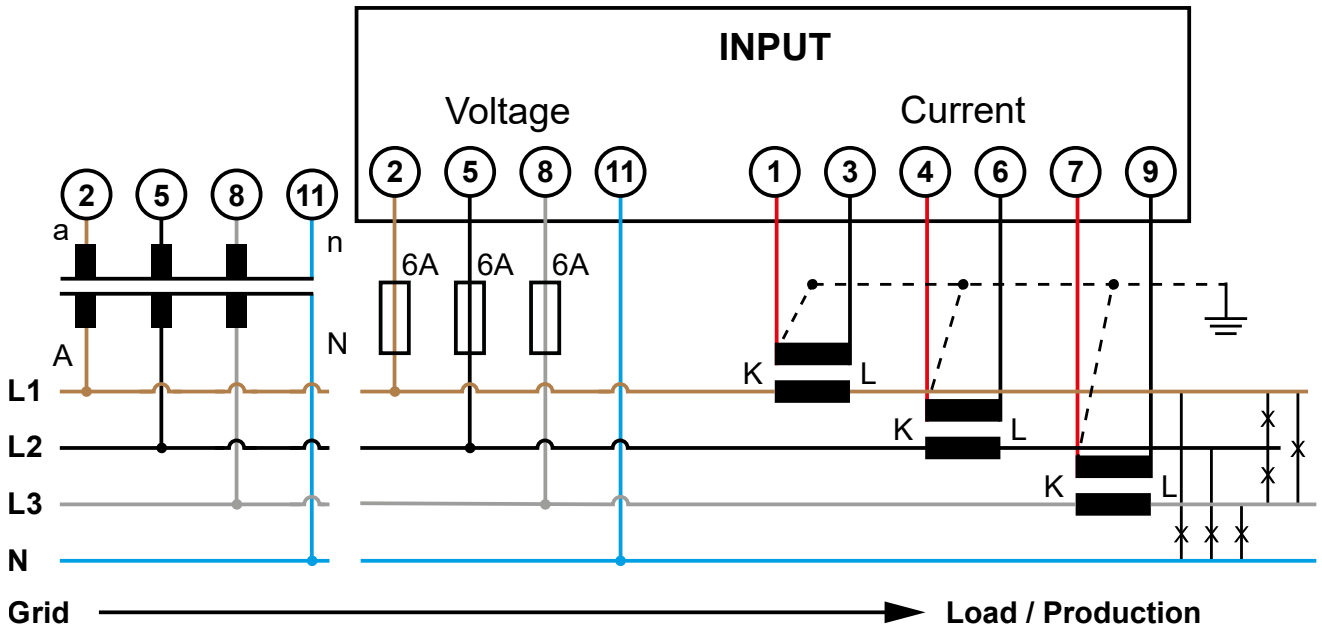 INPUT
Voltage Current
2 5 8 11 1 3 4 6 7 9
2 5 8 11
a n
6A 6A 6A
A N
K L
L1
K L
L2
K L
L3
x x
x
x x x
N
Grid Load / Production